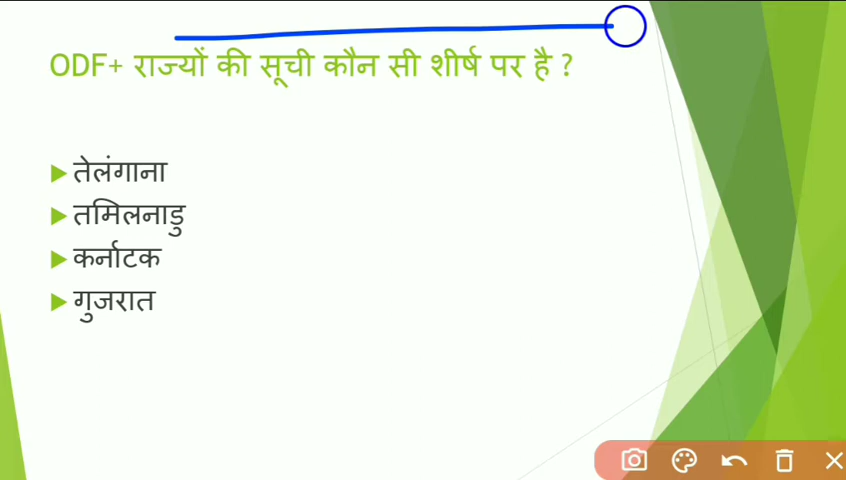 ODF+ राज्यों की सूची कौन सी शीर्ष पर है ?
तेलंगाना
तमिलनाडु
कर्नाटक
गुजरात